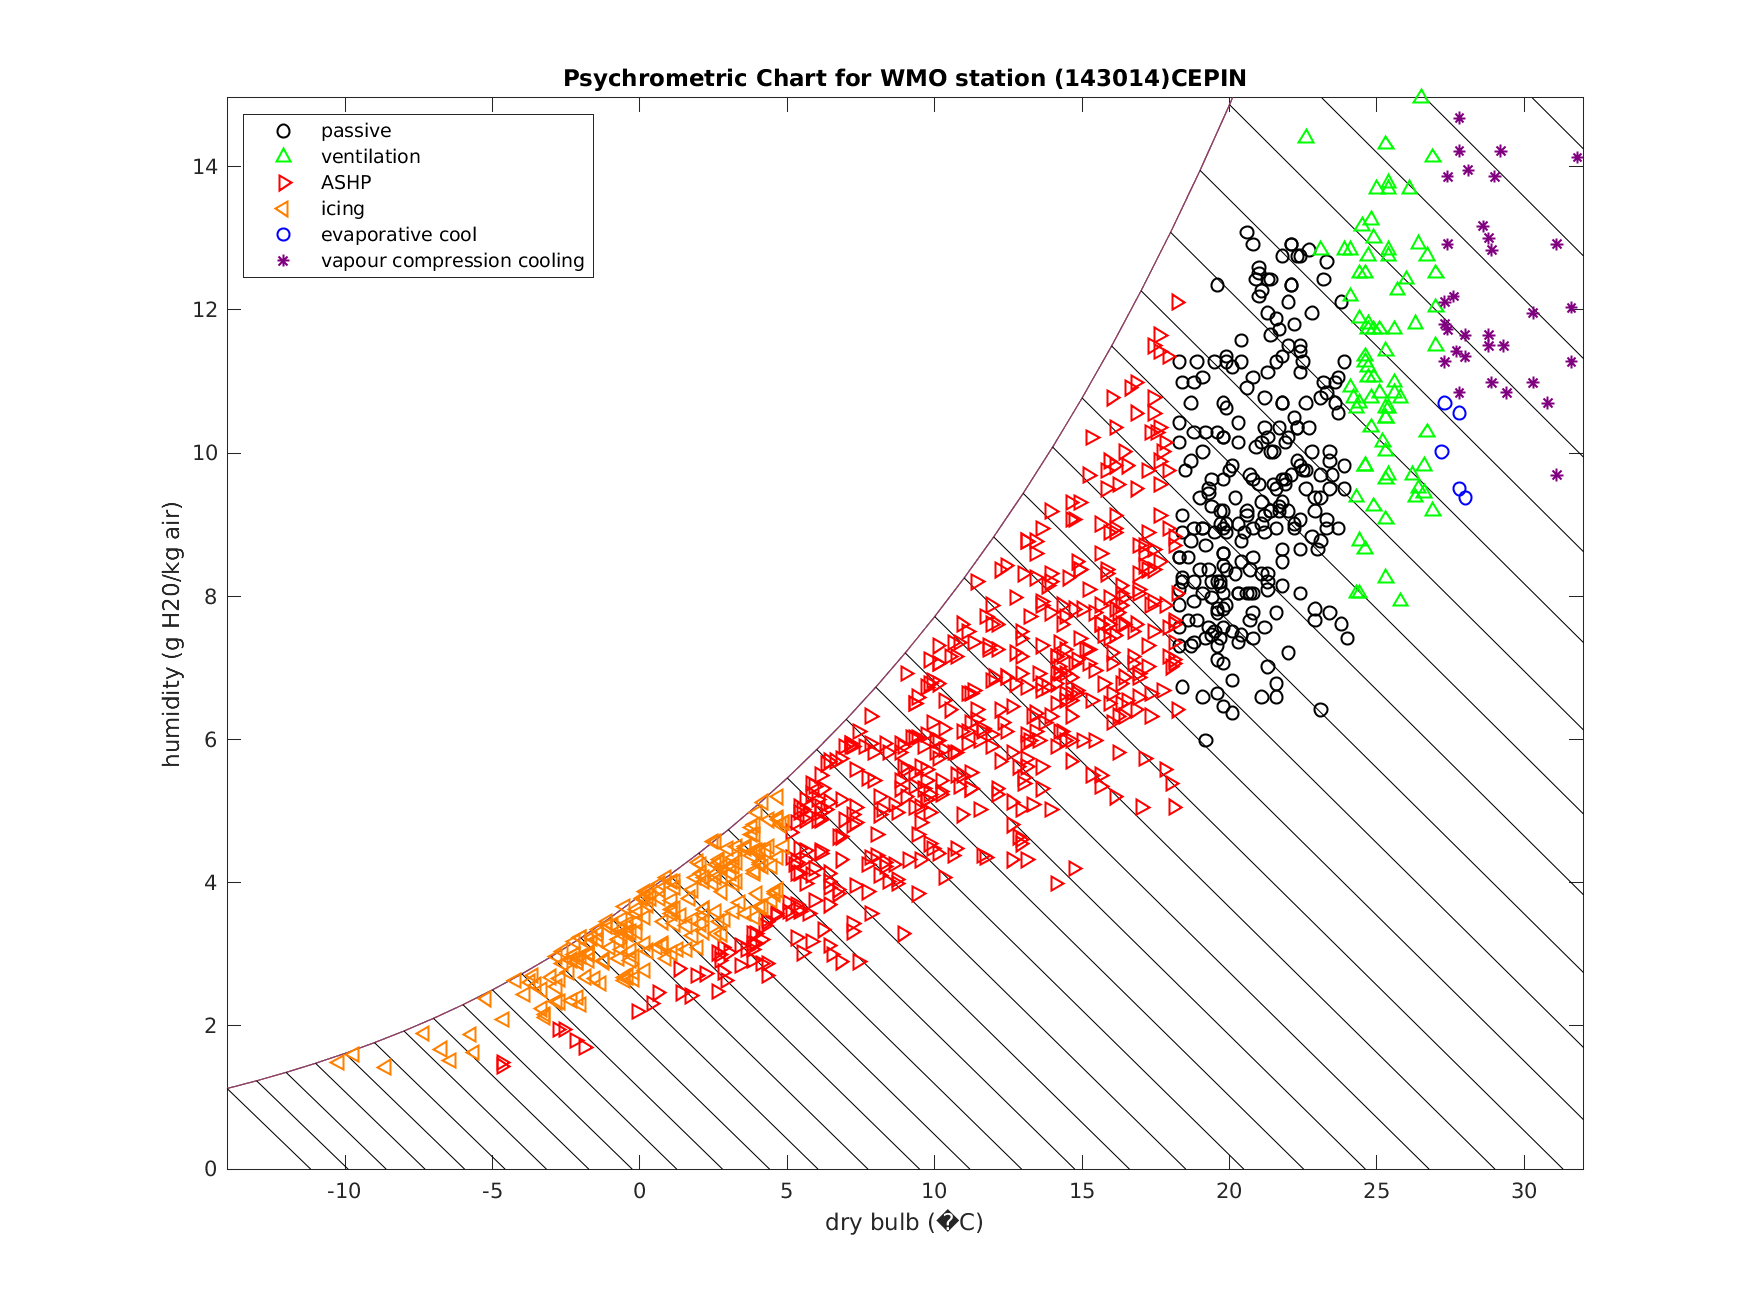 Psychrometric Chart for WMO station (143014)CEPIN
passive
ventilation
ASHP
icing
evaporative cool
vapour compression cooling
humidity (g H20/kg air)
14
12
10
8
6
4
2
0
-10 -5 0 5 10 15 20 25 30
dry bulb (�C)